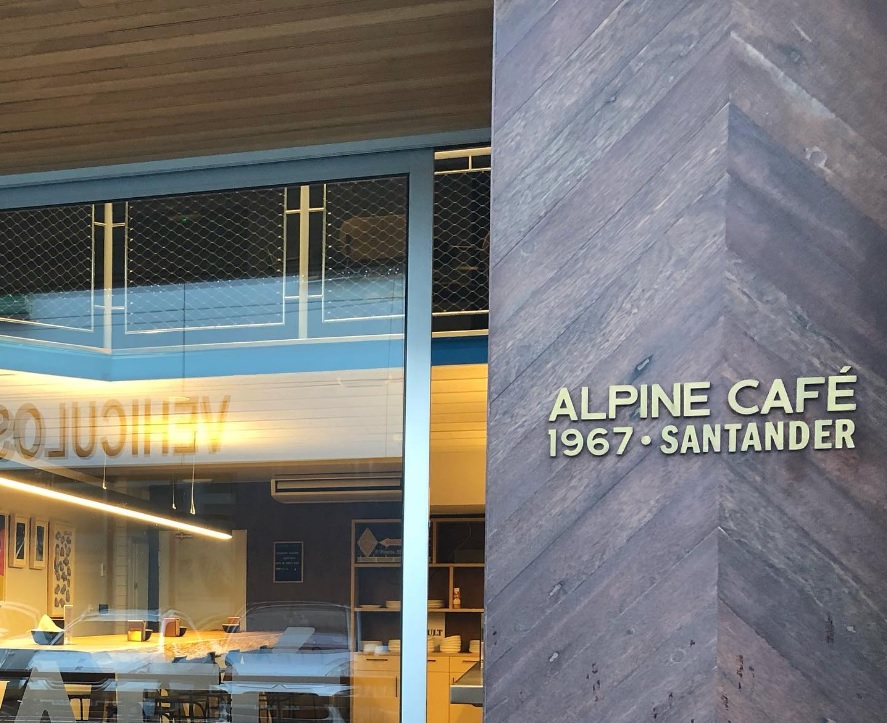 ALPINE CAFÉ
1967 • SANTANDER
VEHICULOS